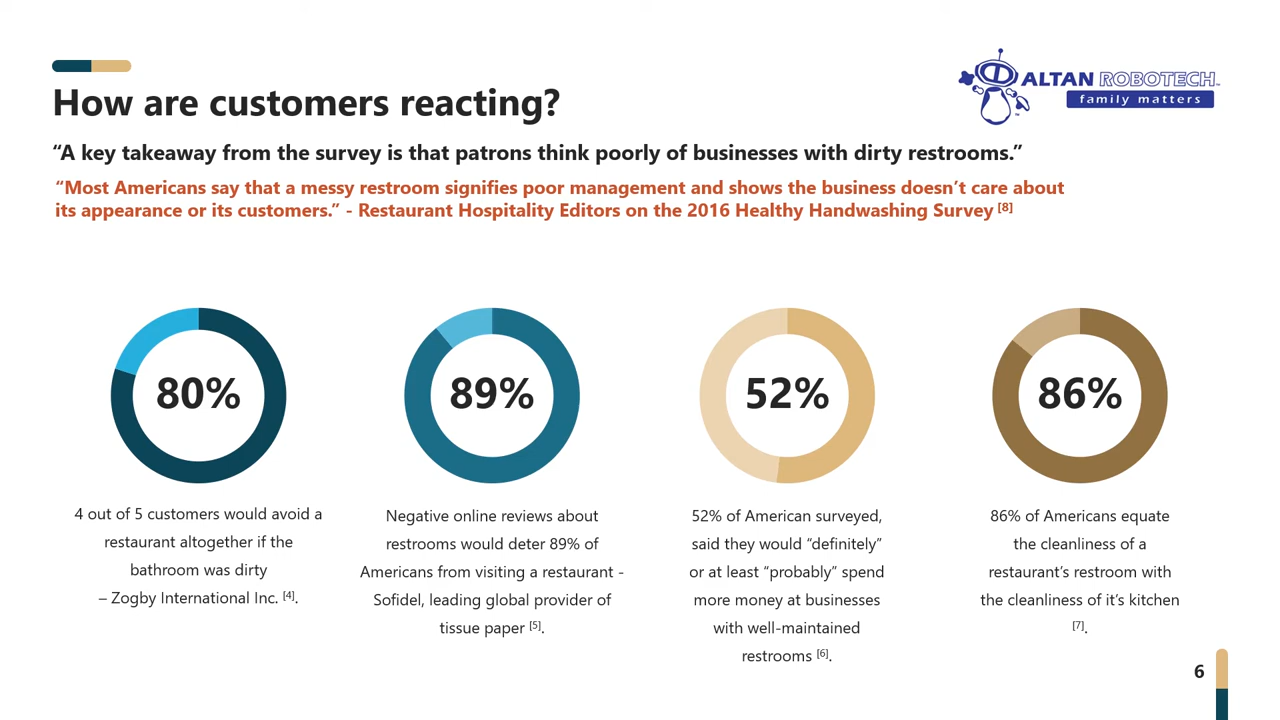 ALTAN ROBOTECH™
family matters
How are customers reacting?
“A key takeaway from the survey is that patrons think poorly of businesses with dirty restrooms.”
“Most Americans say that a messy restroom signifies poor management and shows the business doesn’t care about
its appearance or its customers.” - Restaurant Hospitality Editors on the 2016 Healthy Handwashing Survey [8]
80%
4 out of 5 customers would avoid a
restaurant altogether if the
bathroom was dirty
– Zogby International Inc. [4].
89%
Negative online reviews about
restrooms would deter 89% of
Americans from visiting a restaurant -
Sofidel, leading global provider of
tissue paper [5].
52%
52% of American surveyed,
said they would “definitely”
or at least “probably” spend
more money at businesses
with well-maintained
restrooms [6].
86%
86% of Americans equate
the cleanliness of a
restaurant’s restroom with
the cleanliness of it’s kitchen
[7].
6